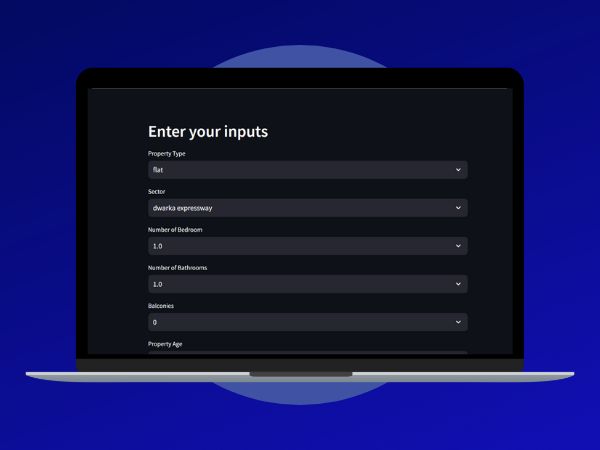 Enter your inputs
Property Type
flat
Sector
dwarka expressway
Number of Bedroom
1.0
Number of Bathrooms
1.0
Balconies
0
Property Age